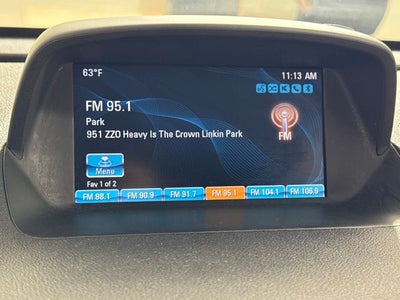 63°F
11:13 AM
FM 95.1
Park
951 ZZO Heavy Is The Crown Linkin Park
FM
Menu
Fav 1 of 2
FM 88.1 FM 90.9 FM 91.7 FM 95.1 FM 104.1 FM 106.9